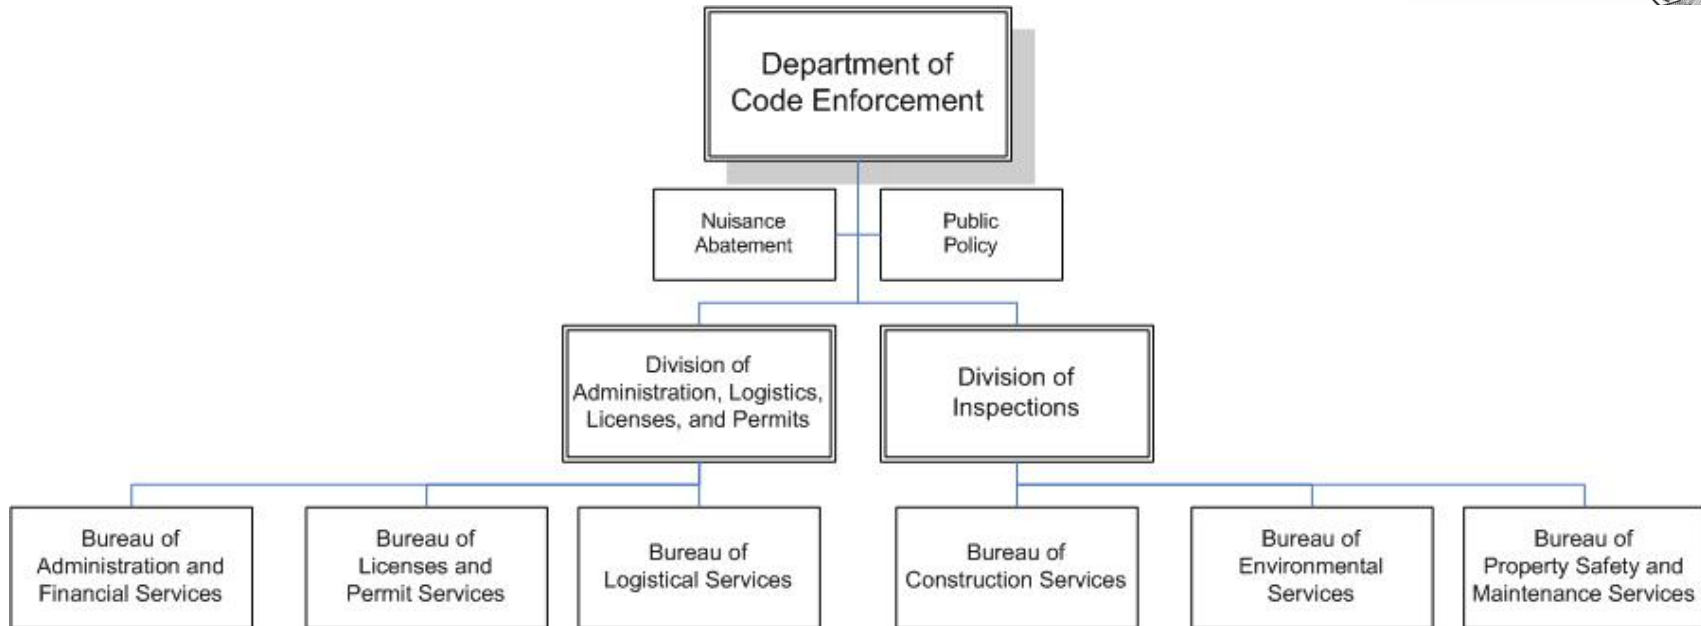 Department of
Code Enforcement
Nuisance
Abatement
Public
Policy
Division of
Administration, Logistics,
Licenses, and Permits
Division of
Inspections
Bureau of
Administration and
Financial Services
Bureau of
Licenses and
Permit Services
Bureau of
Logistical Services
Bureau of
Construction Services
Bureau of
Environmental
Services
Bureau of
Property Safety and
Maintenance Services